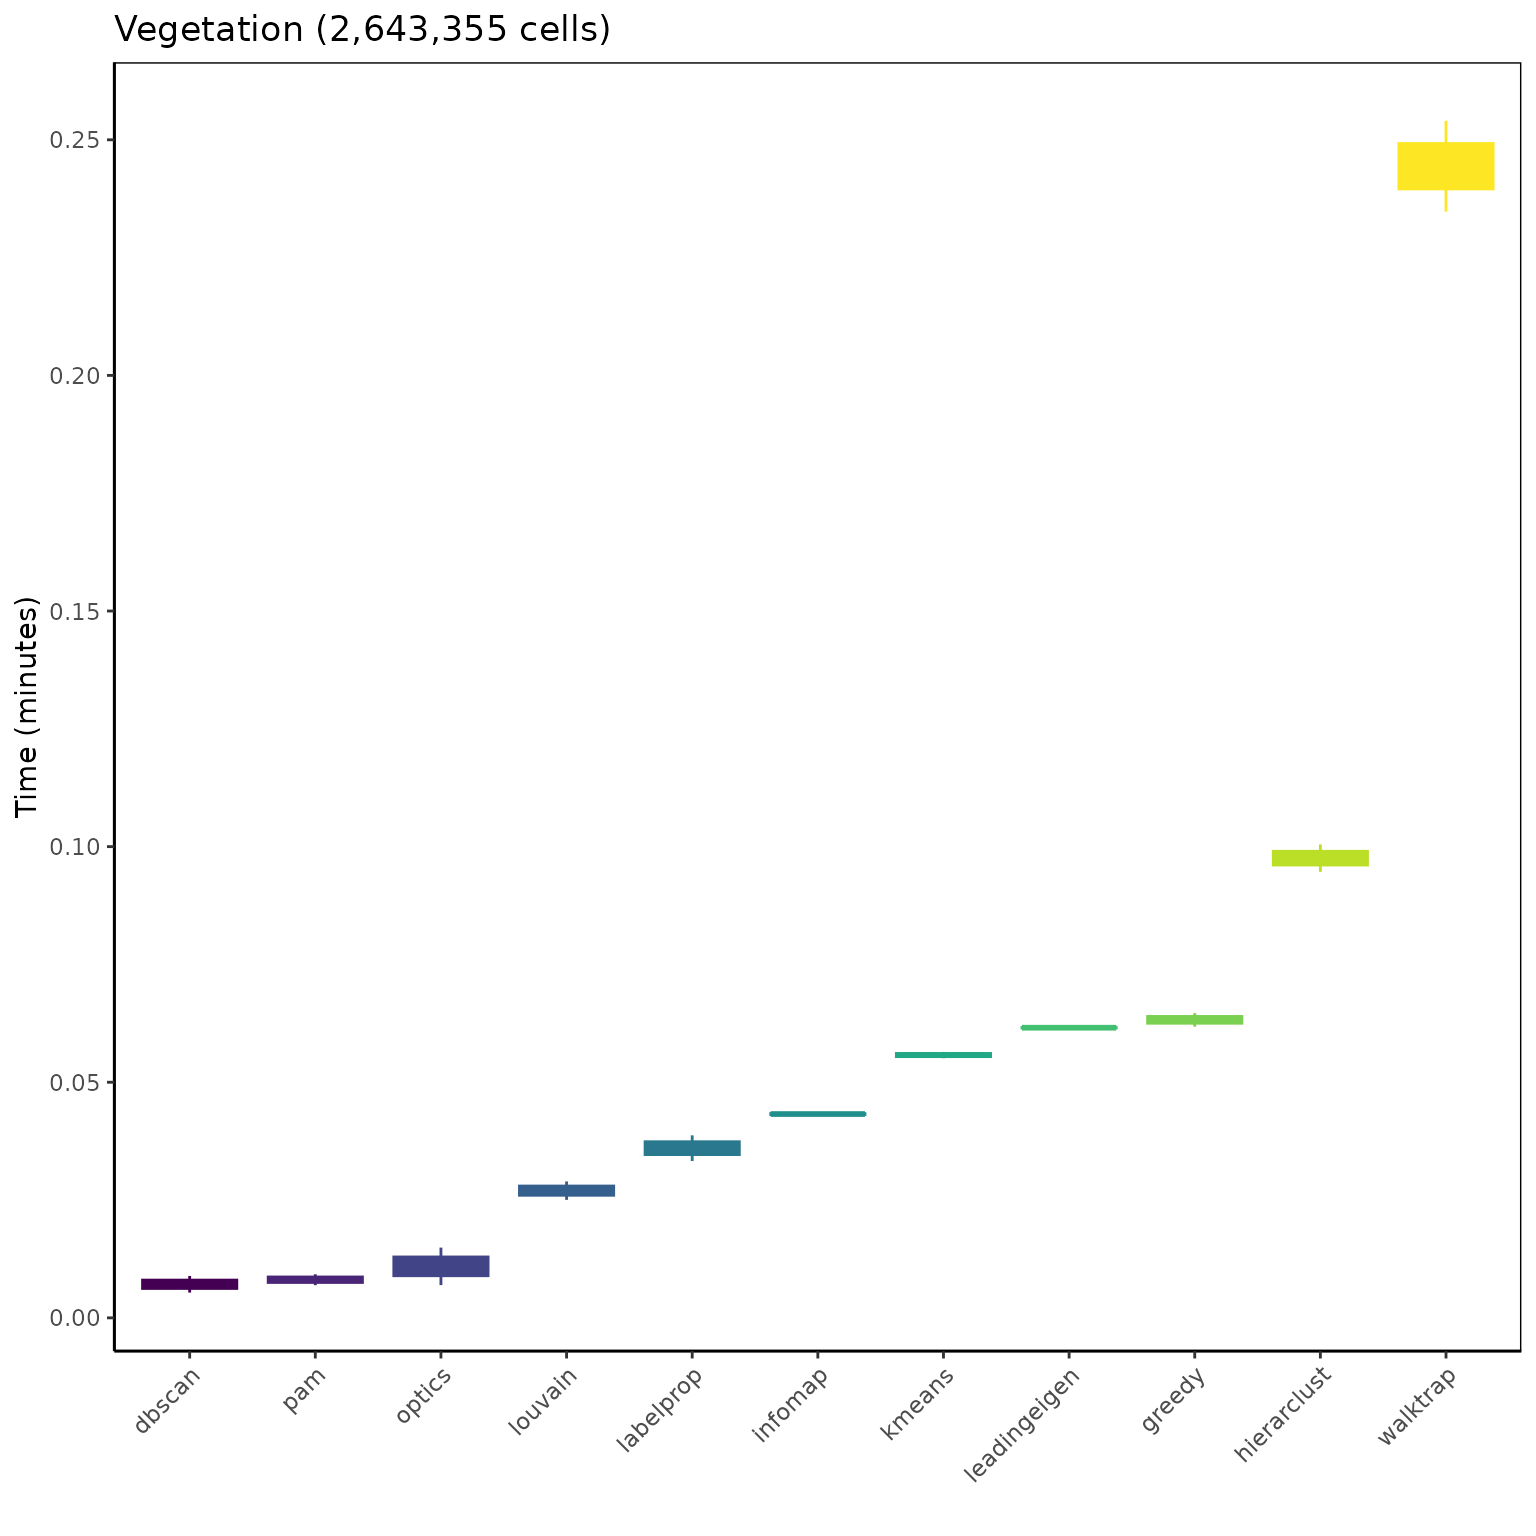 Vegetation (2,643,355 cells)
Time (minutes)
0.25
0.20
0.15
0.10
0.05
0.00
dbscan
pam
optics
louvain
labelprop
infomap
kmeans
leadingeigen
greedy
hierarclust
walktrap